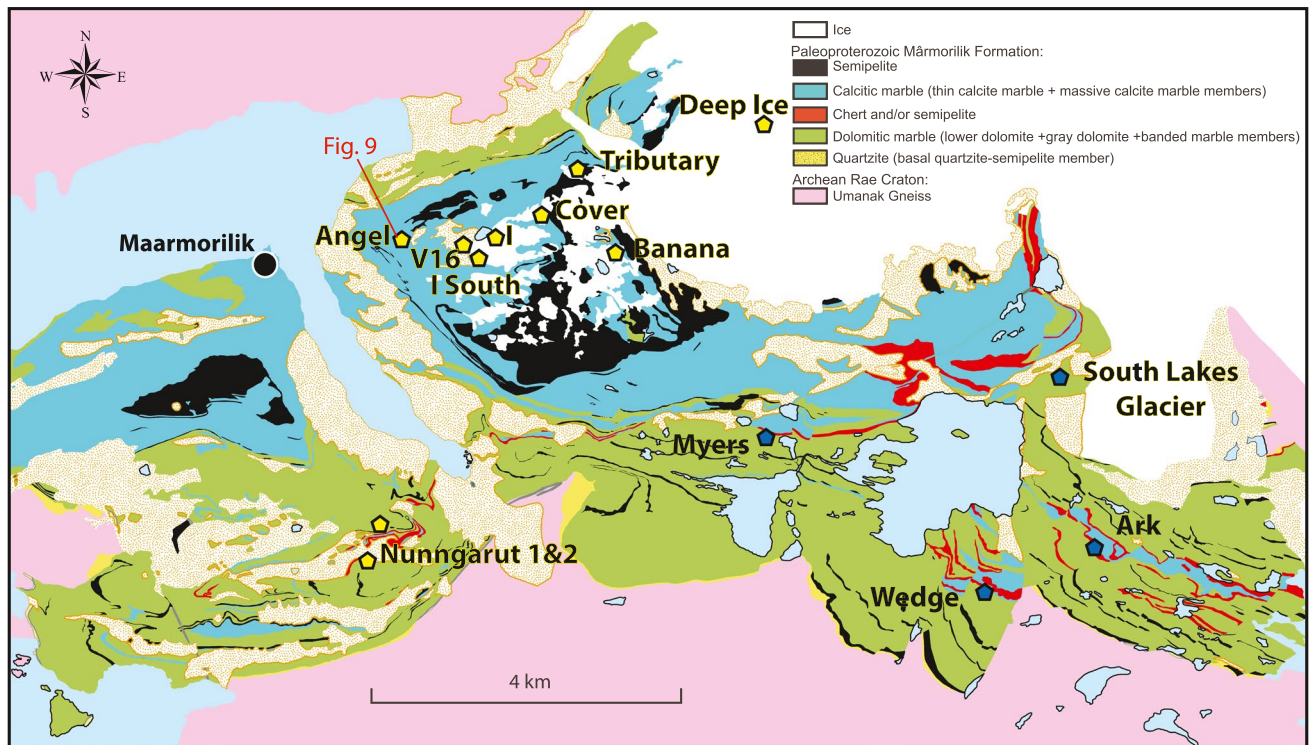 N
W E
S
Ice
Paleoproterozoic Mârmorilik Formation:
Semipelite
Calcitic marble (thin calcite marble + massive calcite marble members)
Chert and/or semipelite
Dolomitic marble (lower dolomite +gray dolomite +banded marble members)
Quartzite (basal quartzite-semipelite member)
Archean Rae Craton:
Umanak Gneiss
Deep Ice
Fig. 9
Tributary
Cover
Angel
I
Maarmorilik
V16
Banana
I South
South Lakes
Glacier
Myers
Ark
Nunngarut 1&2
Wedge
4 km